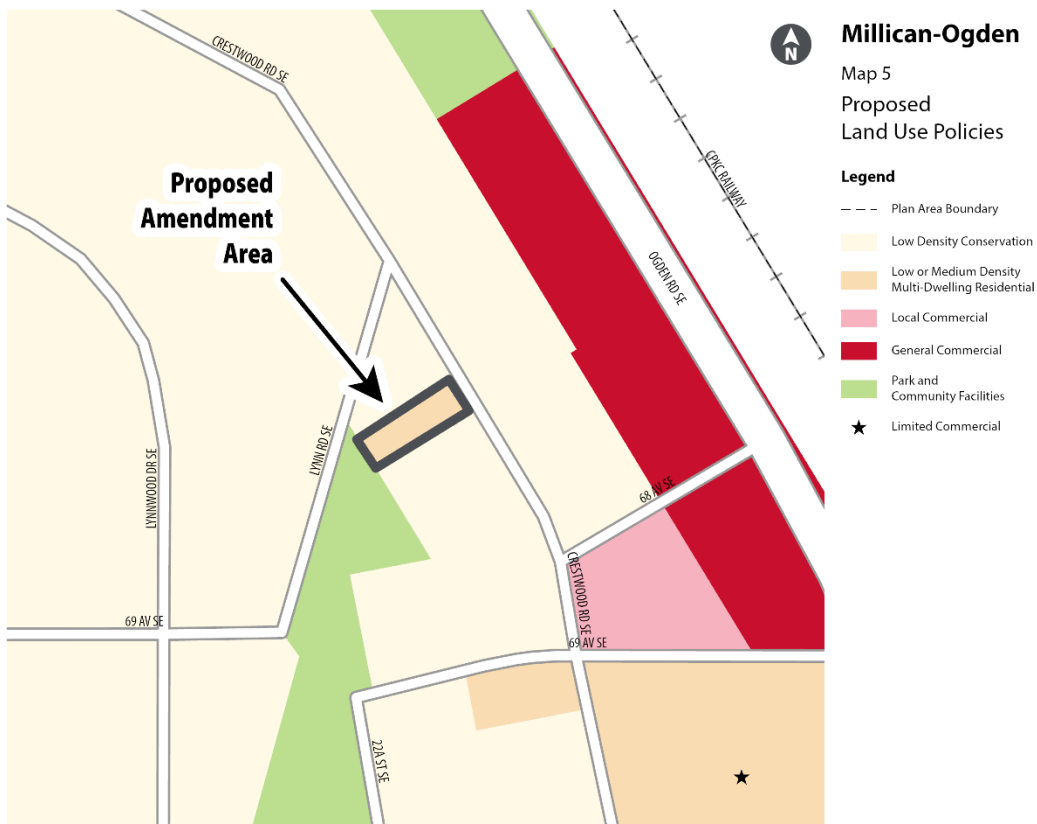 Millican-Ogden
Map 5
Proposed
Land Use Policies
Legend
Plan Area Boundary
Low Density Conservation
Low or Medium Density
Multi-Dwelling Residential
Local Commercial
General Commercial
Park and
Community Facilities
Limited Commercial
N
CRESTWOOD RD SE
CPKC RAILWAY
Proposed
Amendment
Area
OGDEN RD SE
LYNN RD SE
LYNNWOOD DR SE
68 AV SE
CRESTWOOD RD SE
69 AV SE
69 AV SE
22A ST SE